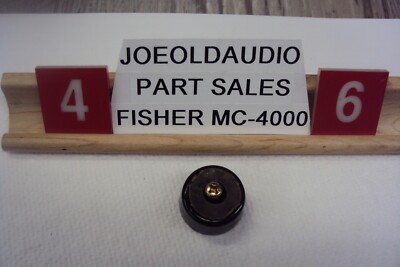 JOEOLDAUDIO
4 PART SALES 6
FISHER MC-4000